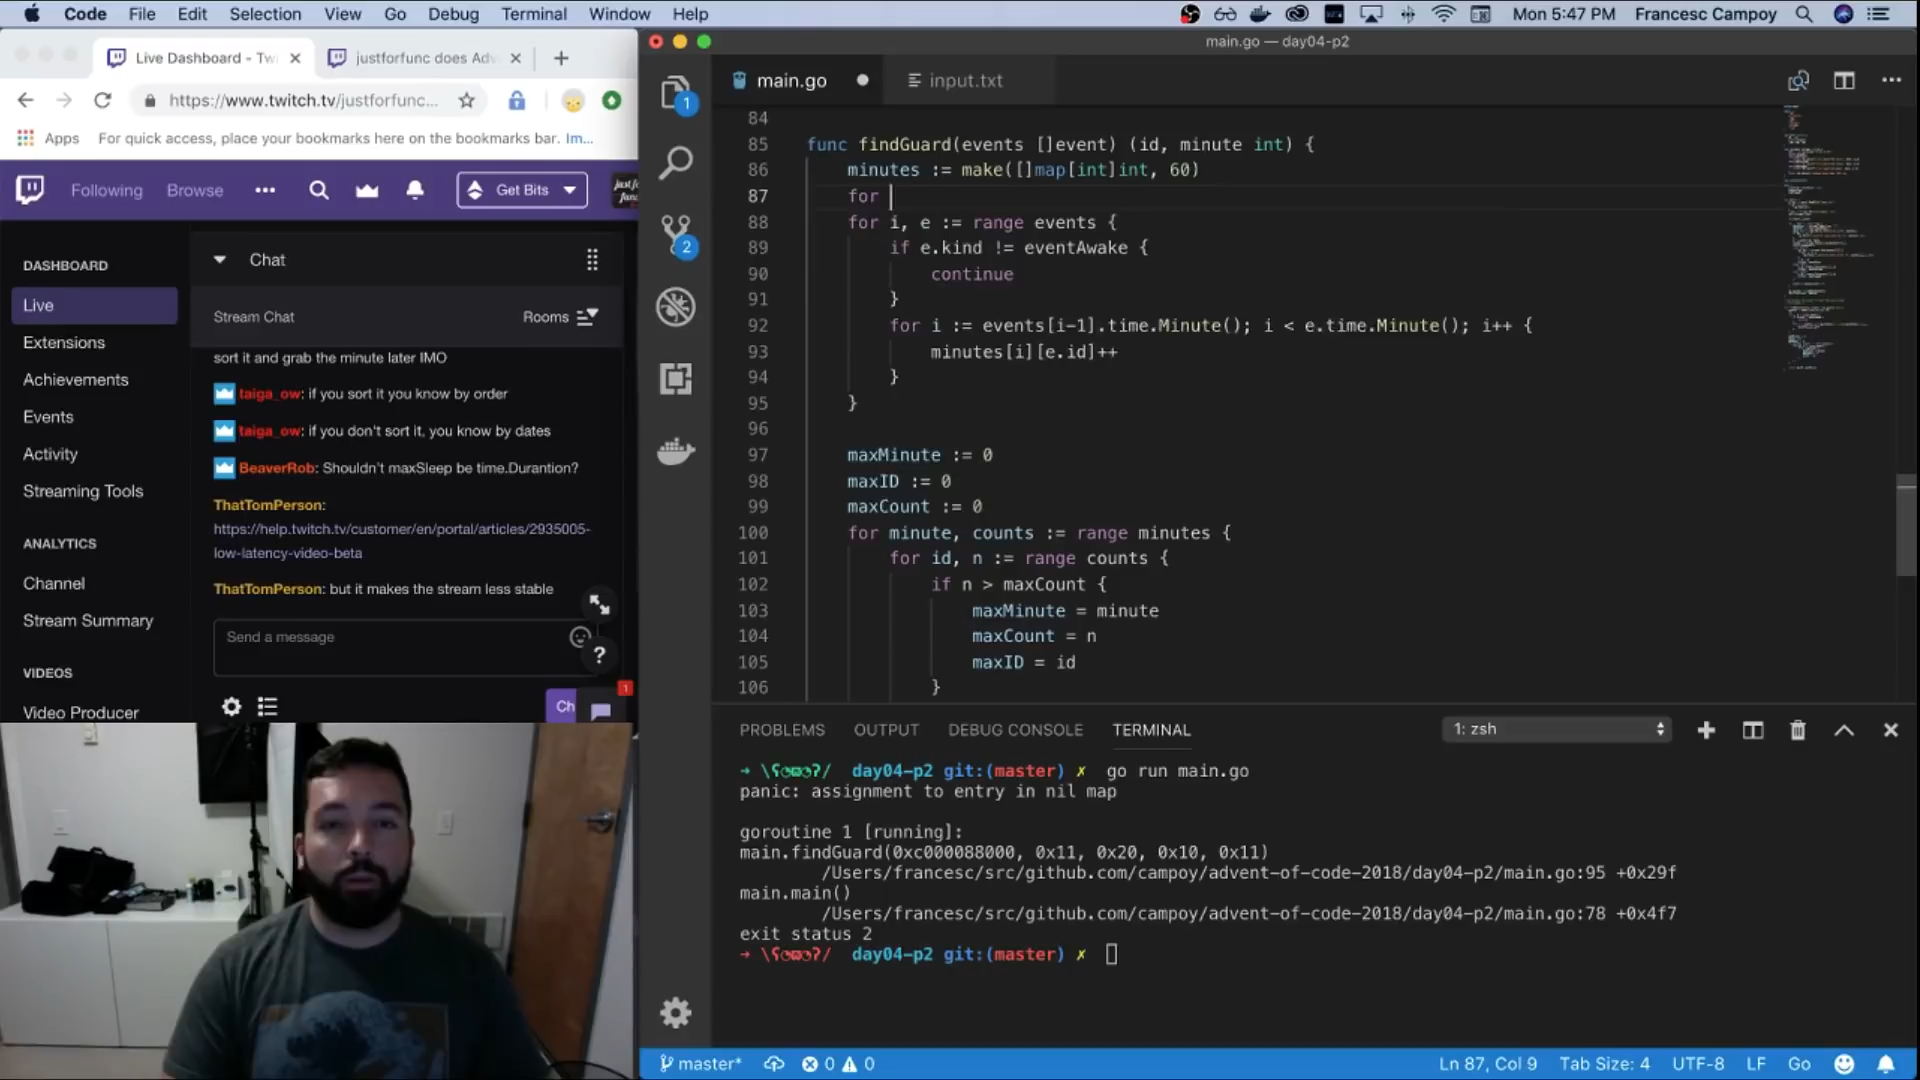 Code File Edit Selection View Go Debug Terminal Window Help Mon 5:47 PM Francesc Campoy
Live Dashboard - Twi
justforfunc does Adv
https://www.twitch.tv/justforfunc...
Apps For quick access, place your bookmarks here on the bookmarks bar. Im...
Following Browse Get Bits
DASHBOARD
Live
Extensions
Achievements
Events
Activity
Streaming Tools
ANALYTICS
Channel
Stream Summary
VIDEOS
Video Producer
Chat
Stream Chat Rooms
sort it and grab the minute later IMO
taiga_ow: if you sort it you know by order
taiga_ow: if you don't sort it, you know by dates
BeaverRob: Shouldn't maxSleep be time.Durantion?
ThatTomPerson:
https://help.twitch.tv/customer/en/portal/articles/2935005-
low-latency-video-beta
ThatTomPerson: but it makes the stream less stable
Send a message
?
Ch
1
main.go — day04-p2
1
2
main.go input.txt
84
85 func findGuard(events []event) (id, minute int) {
86 minutes := make([]map[int]int, 60)
87 for
88 for i, e := range events {
89 if e.kind != eventAwake {
90 continue
91 }
92 for i := events[i-1].time.Minute(); i < e.time.Minute(); i++ {
93 minutes[i][e.id]++
94 }
95 }
96
97 maxMinute := 0
98 maxID := 0
99 maxCount := 0
100 for minute, counts := range minutes {
101 for id, n := range counts {
102 if n > maxCount {
103 maxMinute = minute
104 maxCount = n
105 maxID = id
106 }
PROBLEMS OUTPUT DEBUG CONSOLE TERMINAL 1: zsh
day04-p2 git:(master) ✗ go run main.go
panic: assignment to entry in nil map
goroutine 1 [running]:
main.findGuard(0xc000088000, 0x11, 0x20, 0x10, 0x11)
/Users/francesc/src/github.com/campoy/advent-of-code-2018/day04-p2/main.go:95 +0x29f
main.main()
/Users/francesc/src/github.com/campoy/advent-of-code-2018/day04-p2/main.go:78 +0x4f7
exit status 2
day04-p2 git:(master) ✗
master* 0 0 Ln 87, Col 9 Tab Size: 4 UTF-8 LF Go